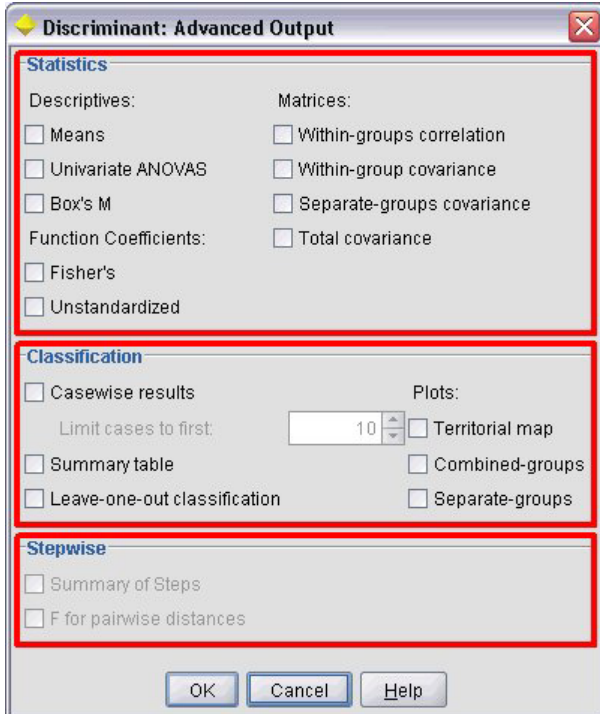 Discriminant: Advanced Output
Statistics
Descriptives:
Means
Univariate ANOVAS
Box's M
Function Coefficients:
Fisher's
Unstandardized
Matrices:
Within-groups correlation
Within-group covariance
Separate-groups covariance
Total covariance
Classification
Casewise results
Limit cases to first: 10
Summary table
Leave-one-out classification
Plots:
Territorial map
Combined-groups
Separate-groups
Stepwise
Summary of Steps
F for pairwise distances
OK Cancel Help